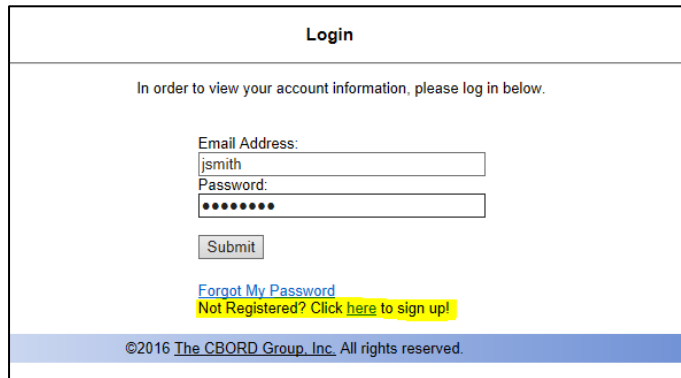 Login
In order to view your account information, please log in below.
Email Address:
jsmith
Password:
●●●●●●●●
Submit
Forgot My Password
Not Registered? Click here to sign up!
©2016 The CBORD Group, Inc. All rights reserved.